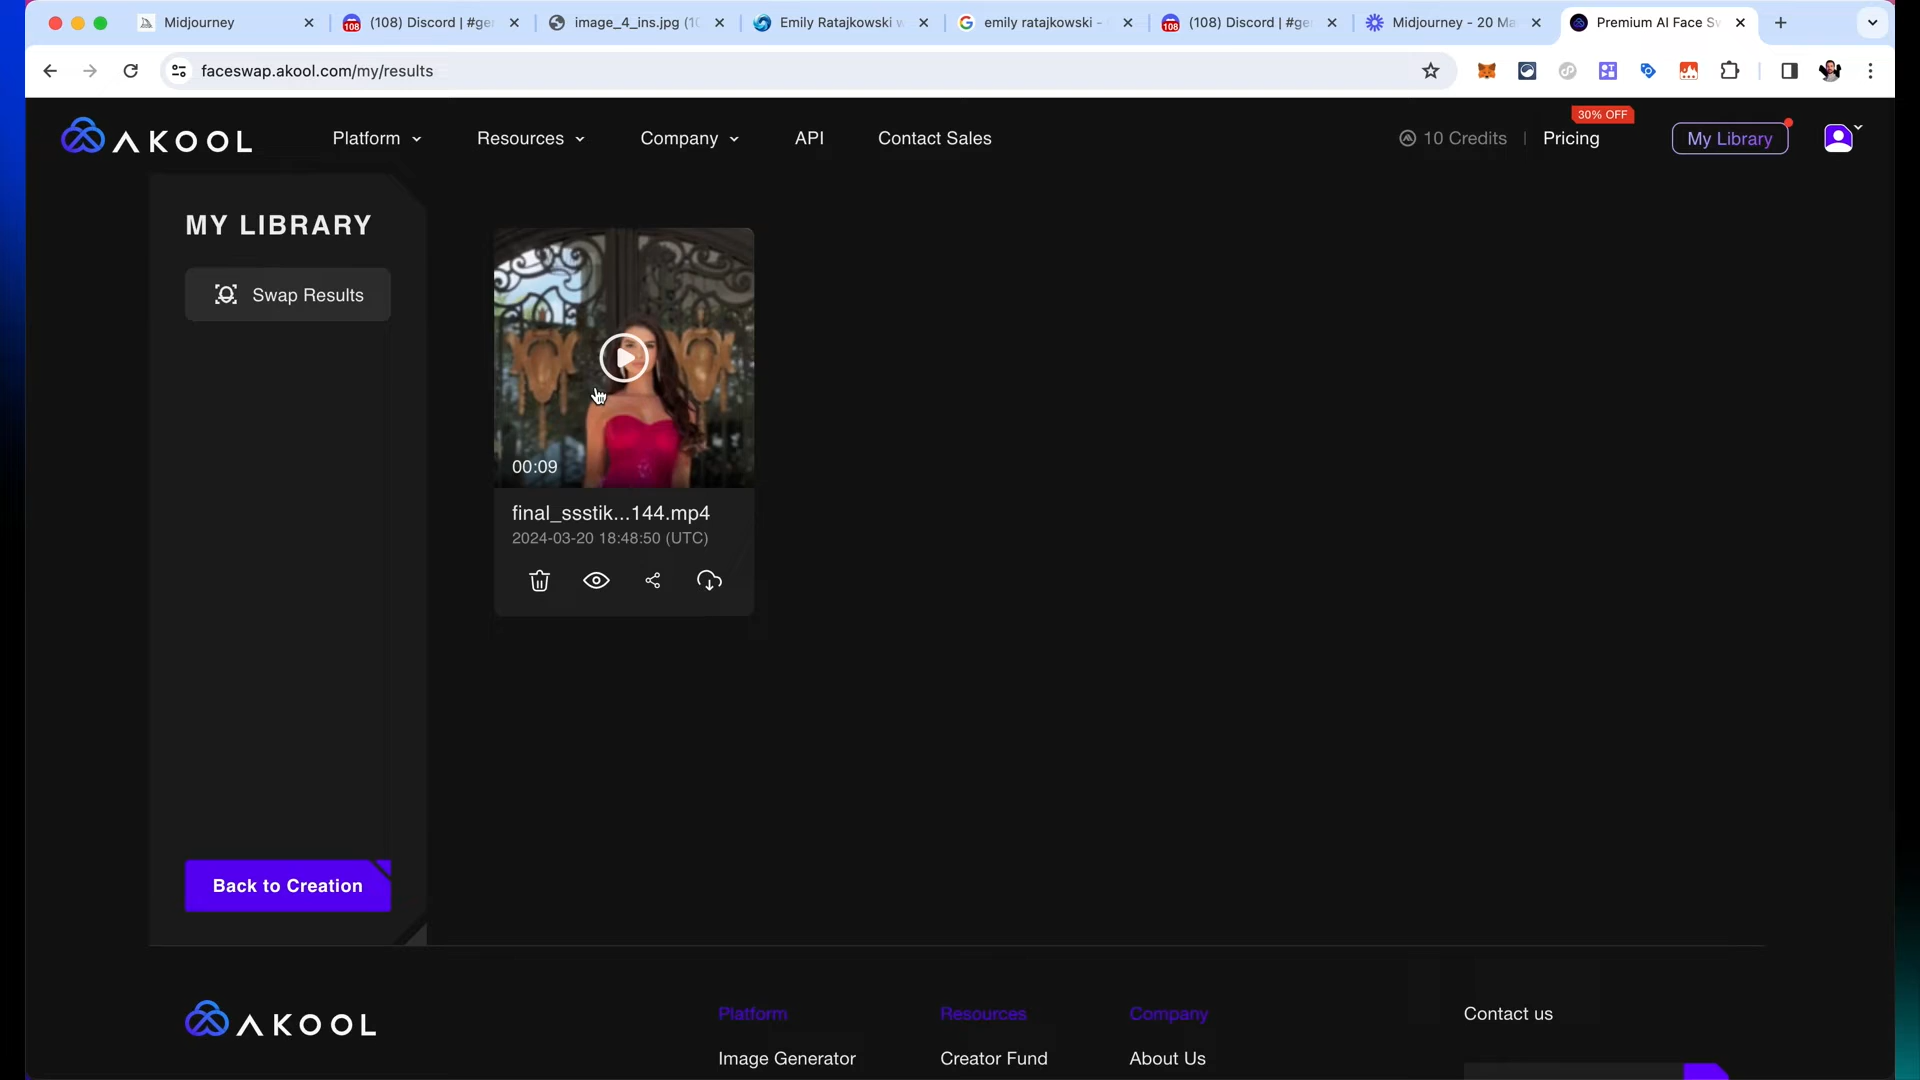 Midjourney
(108) Discord | #ge
image_4_ins.jpg (10
Emily Ratajkowski w
emily ratajkowski -
(108) Discord | #ge
Midjourney - 20 Ma
Premium AI Face Sw
faceswap.akool.com/my/results
AKOOL
Platform
Resources
Company
API
Contact Sales
10 Credits
30% OFF
Pricing
My Library
MY LIBRARY
Swap Results
00:09
final_ssstik...144.mp4
2024-03-20 18:48:50 (UTC)
Back to Creation
AKOOL
Platform
Resources
Company
Contact us
Image Generator
Creator Fund
About Us